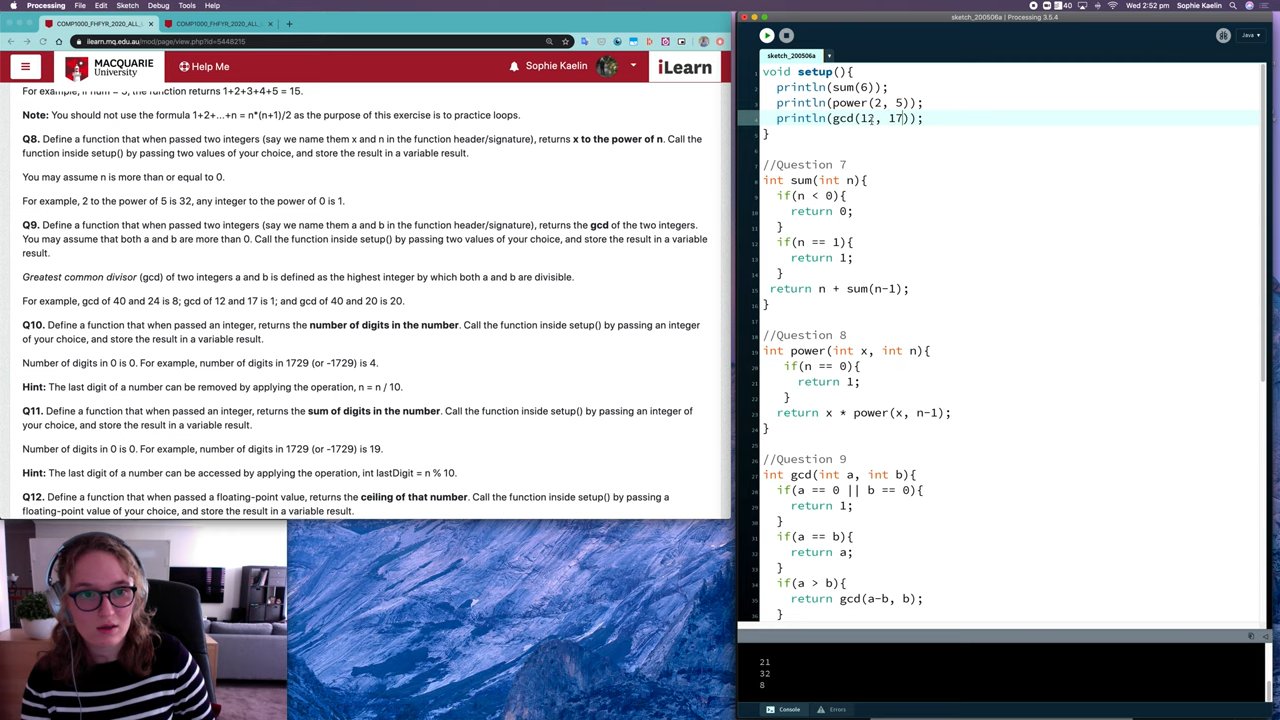 Processing File Edit Sketch Debug Tools Help
40
Wed 2:52 pm Sophie Kaelin
COMP1000_FHFYR_2020_ALL_
COMP1000_FHFYR_2020_ALL_U
ilearn.mq.edu.au/mod/page/view.php?id=5448215
MACQUARIE
University
Help Me
Sophie Kaelin
iLearn
For example, if num = 5, the function returns 1+2+3+4+5 = 15.
Note: You should not use the formula 1+2+...+n = n*(n+1)/2 as the purpose of this exercise is to practice loops.
Q8. Define a function that when passed two integers (say we name them x and n in the function header/signature), returns x to the power of n. Call the
function inside setup() by passing two values of your choice, and store the result in a variable result.
You may assume n is more than or equal to 0.
For example, 2 to the power of 5 is 32, any integer to the power of 0 is 1.
Q9. Define a function that when passed two integers (say we name them a and b in the function header/signature), returns the gcd of the two integers.
You may assume that both a and b are more than 0. Call the function inside setup() by passing two values of your choice, and store the result in a variable
result.
Greatest common divisor (gcd) of two integers a and b is defined as the highest integer by which both a and b are divisible.
For example, gcd of 40 and 24 is 8; gcd of 12 and 17 is 1; and gcd of 40 and 20 is 20.
Q10. Define a function that when passed an integer, returns the number of digits in the number. Call the function inside setup() by passing an integer
of your choice, and store the result in a variable result.
Number of digits in 0 is 0. For example, number of digits in 1729 (or -1729) is 4.
Hint: The last digit of a number can be removed by applying the operation, n = n / 10.
Q11. Define a function that when passed an integer, returns the sum of digits in the number. Call the function inside setup() by passing an integer of
your choice, and store the result in a variable result.
Number of digits in 0 is 0. For example, number of digits in 1729 (or -1729) is 19.
Hint: The last digit of a number can be accessed by applying the operation, int lastDigit = n % 10.
Q12. Define a function that when passed a floating-point value, returns the ceiling of that number. Call the function inside setup() by passing a
floating-point value of your choice, and store the result in a variable result.
sketch_200506a | Processing 3.5.4
Java
sketch_200506a
void setup(){
println(sum(6));
println(power(2, 5));
println(gcd(12, 17));
}
//Question 7
int sum(int n){
if(n < 0){
return 0;
}
if(n == 1){
return 1;
}
return n + sum(n-1);
}
//Question 8
int power(int x, int n){
if(n == 0){
return 1;
}
return x * power(x, n-1);
}
//Question 9
int gcd(int a, int b){
if(a == 0 || b == 0){
return 1;
}
if(a == b){
return a;
}
if(a > b){
return gcd(a-b, b);
}
21
32
8
Console Errors